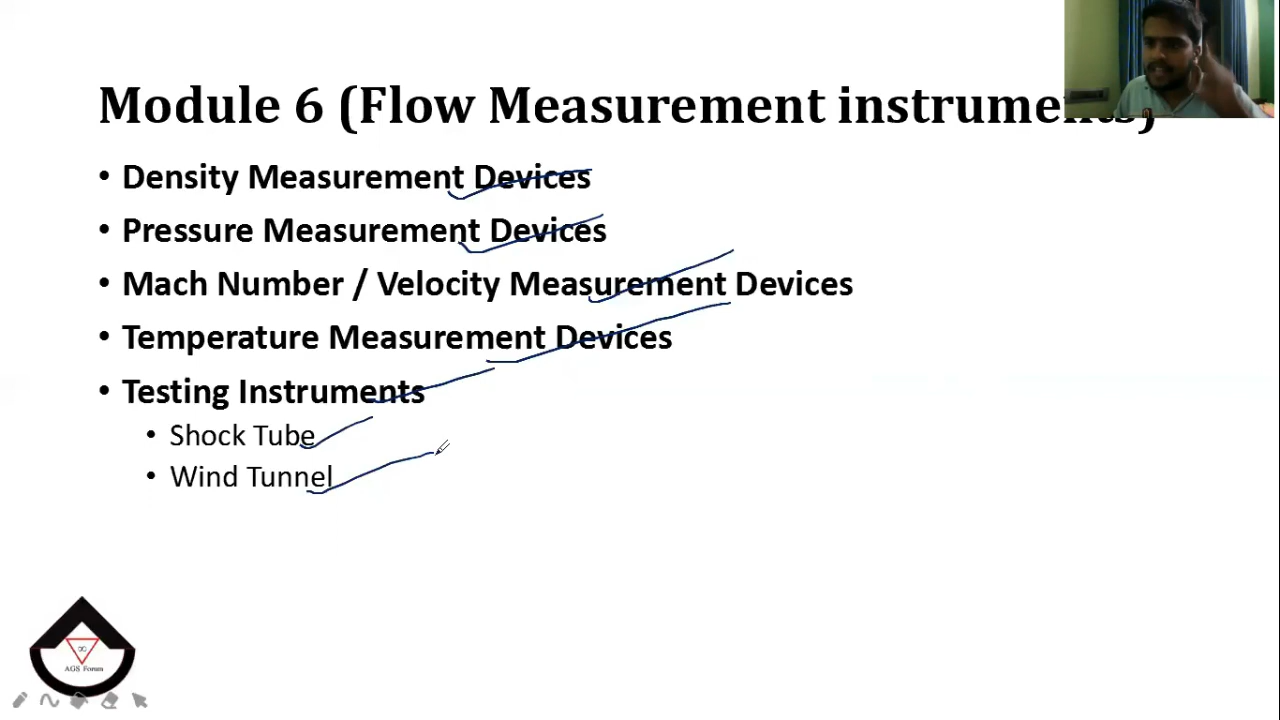 Module 6 (Flow Measurement instruments)
• Density Measurement Devices
• Pressure Measurement Devices
• Mach Number / Velocity Measurement Devices
• Temperature Measurement Devices
• Testing Instruments
• Shock Tube
• Wind Tunnel
∞
AGS Forum